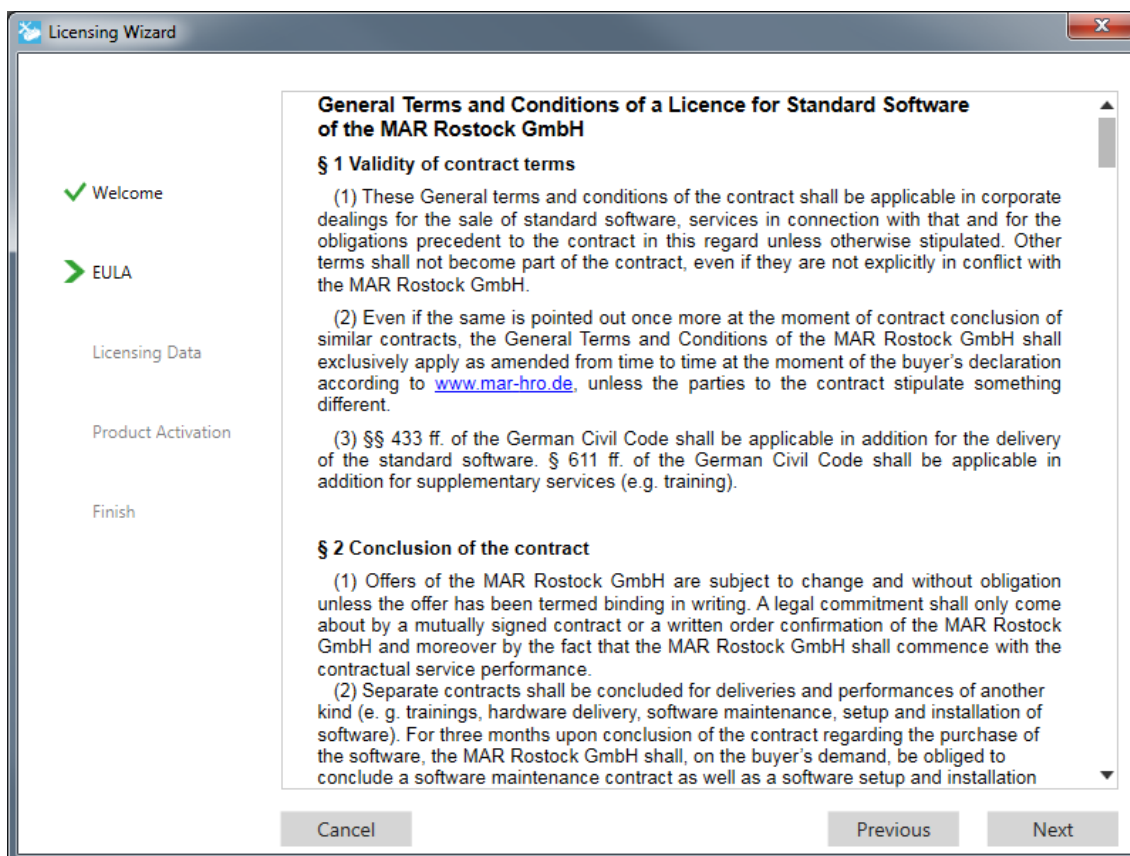 Licensing Wizard
Welcome
EULA
Licensing Data
Product Activation
Finish
General Terms and Conditions of a Licence for Standard Software
of the MAR Rostock GmbH
§ 1 Validity of contract terms
(1) These General terms and conditions of the contract shall be applicable in corporate
dealings for the sale of standard software, services in connection with that and for the
obligations precedent to the contract in this regard unless otherwise stipulated. Other
terms shall not become part of the contract, even if they are not explicitly in conflict with
the MAR Rostock GmbH.
(2) Even if the same is pointed out once more at the moment of contract conclusion of
similar contracts, the General Terms and Conditions of the MAR Rostock GmbH shall
exclusively apply as amended from time to time at the moment of the buyer's declaration
according to www.mar-hro.de, unless the parties to the contract stipulate something
different.
(3) §§ 433 ff. of the German Civil Code shall be applicable in addition for the delivery
of the standard software. § 611 ff. of the German Civil Code shall be applicable in
addition for supplementary services (e.g. training).
§ 2 Conclusion of the contract
(1) Offers of the MAR Rostock GmbH are subject to change and without obligation
unless the offer has been termed binding in writing. A legal commitment shall only come
about by a mutually signed contract or a written order confirmation of the MAR Rostock
GmbH and moreover by the fact that the MAR Rostock GmbH shall commence with the
contractual service performance.
(2) Separate contracts shall be concluded for deliveries and performances of another
kind (e. g. trainings, hardware delivery, software maintenance, setup and installation of
software). For three months upon conclusion of the contract regarding the purchase of
the software, the MAR Rostock GmbH shall, on the buyer's demand, be obliged to
conclude a software maintenance contract as well as a software setup and installation
Cancel
Previous
Next